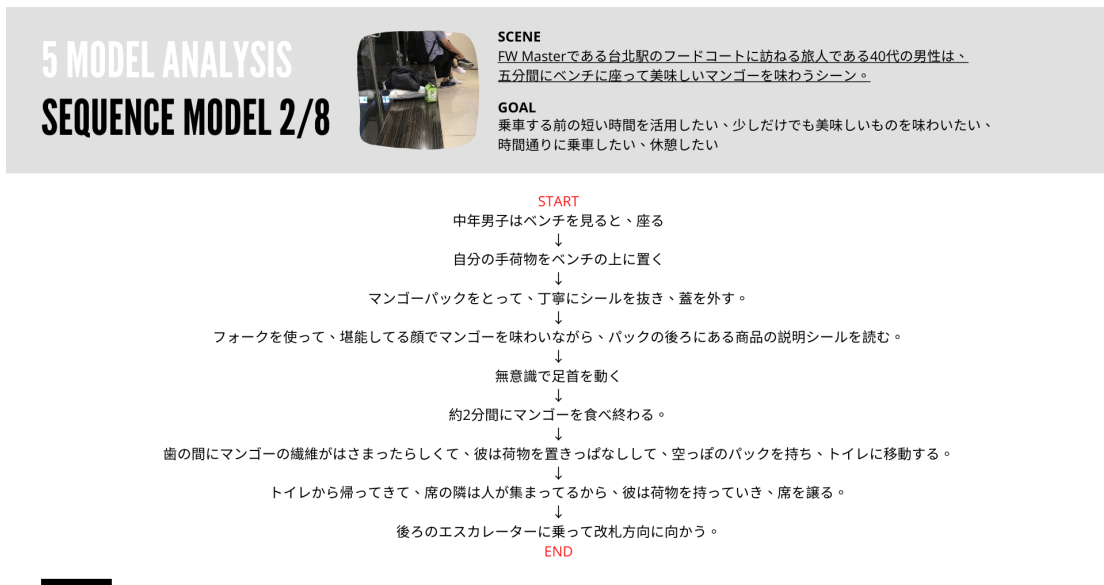 5 MODEL ANALYSIS
SEQUENCE MODEL 2/8
SCENE
FW Masterである台北駅のフードコートに訪ねる旅人である40代の男性は、
五分間にベンチに座って美味しいマンゴーを味わうシーン。
GOAL
乗車する前の短い時間を活用したい、少しだけでも美味しいものを味わいたい、
時間通りに乗車したい、休憩したい
START
中年男子はベンチを見ると、座る
↓
自分の手荷物をベンチの上に置く
↓
マンゴーパックをとって、丁寧にシールを抜き、蓋を外す。
↓
フォークを使って、堪能してる顔でマンゴーを味わいながら、パックの後ろにある商品の説明シールを読む。
↓
無意識で足首を動く
↓
約2分間にマンゴーを食べ終わる。
↓
歯の間にマンゴーの繊維がはさまったらしくて、彼は荷物を置きっぱなしして、空っぽのパックを持ち、トイレに移動する。
↓
トイレから帰ってきて、席の隣は人が集まってるから、彼は荷物を持っていき、席を譲る。
↓
後ろのエスカレーターに乗って改札方向に向かう。
END